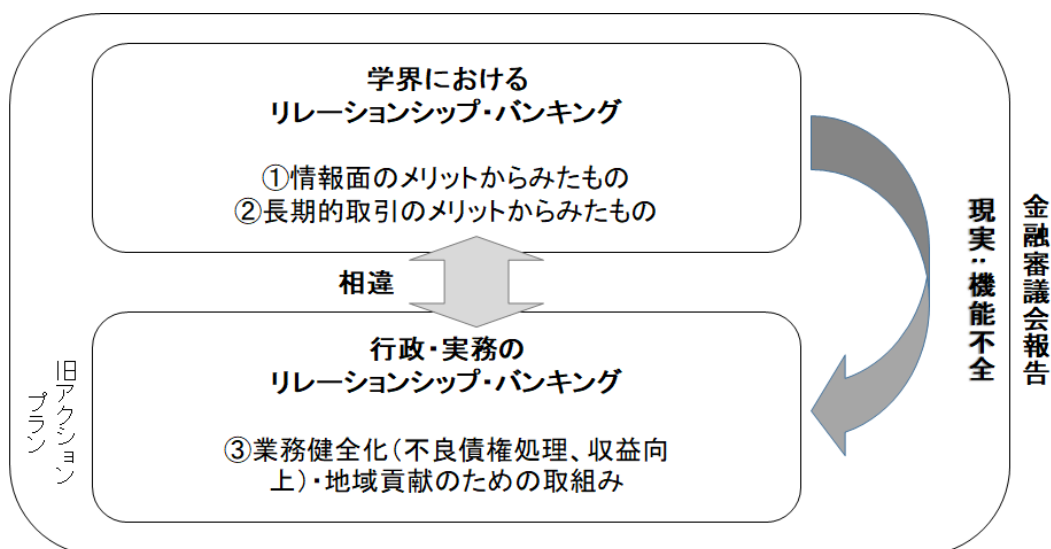 学界における
リレーションシップ・バンキング
①情報面のメリットからみたもの
②長期的取引のメリットからみたもの
相違
行政・実務の
リレーションシップ・バンキング
③業務健全化(不良債権処理、収益向
上)・地域貢献のための取組み
旧アクション
プラン
現実:機能不全
金融審議会報告